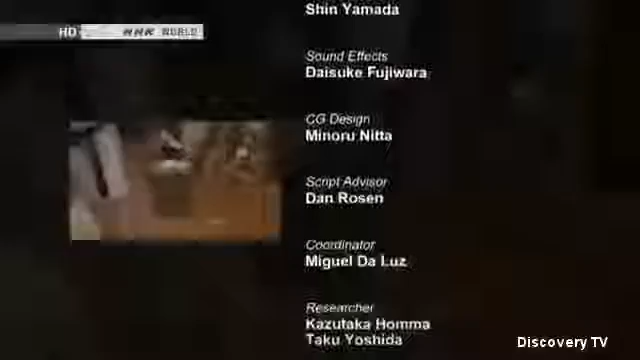 Shin Yamada
HD NHK WORLD
Sound Effects
Daisuke Fujiwara
CG Design
Minoru Nitta
Script Advisor
Dan Rosen
Coordinator
Miguel Da Luz
Researcher
Kazutaka Homma
Taku Yoshida
Discovery TV